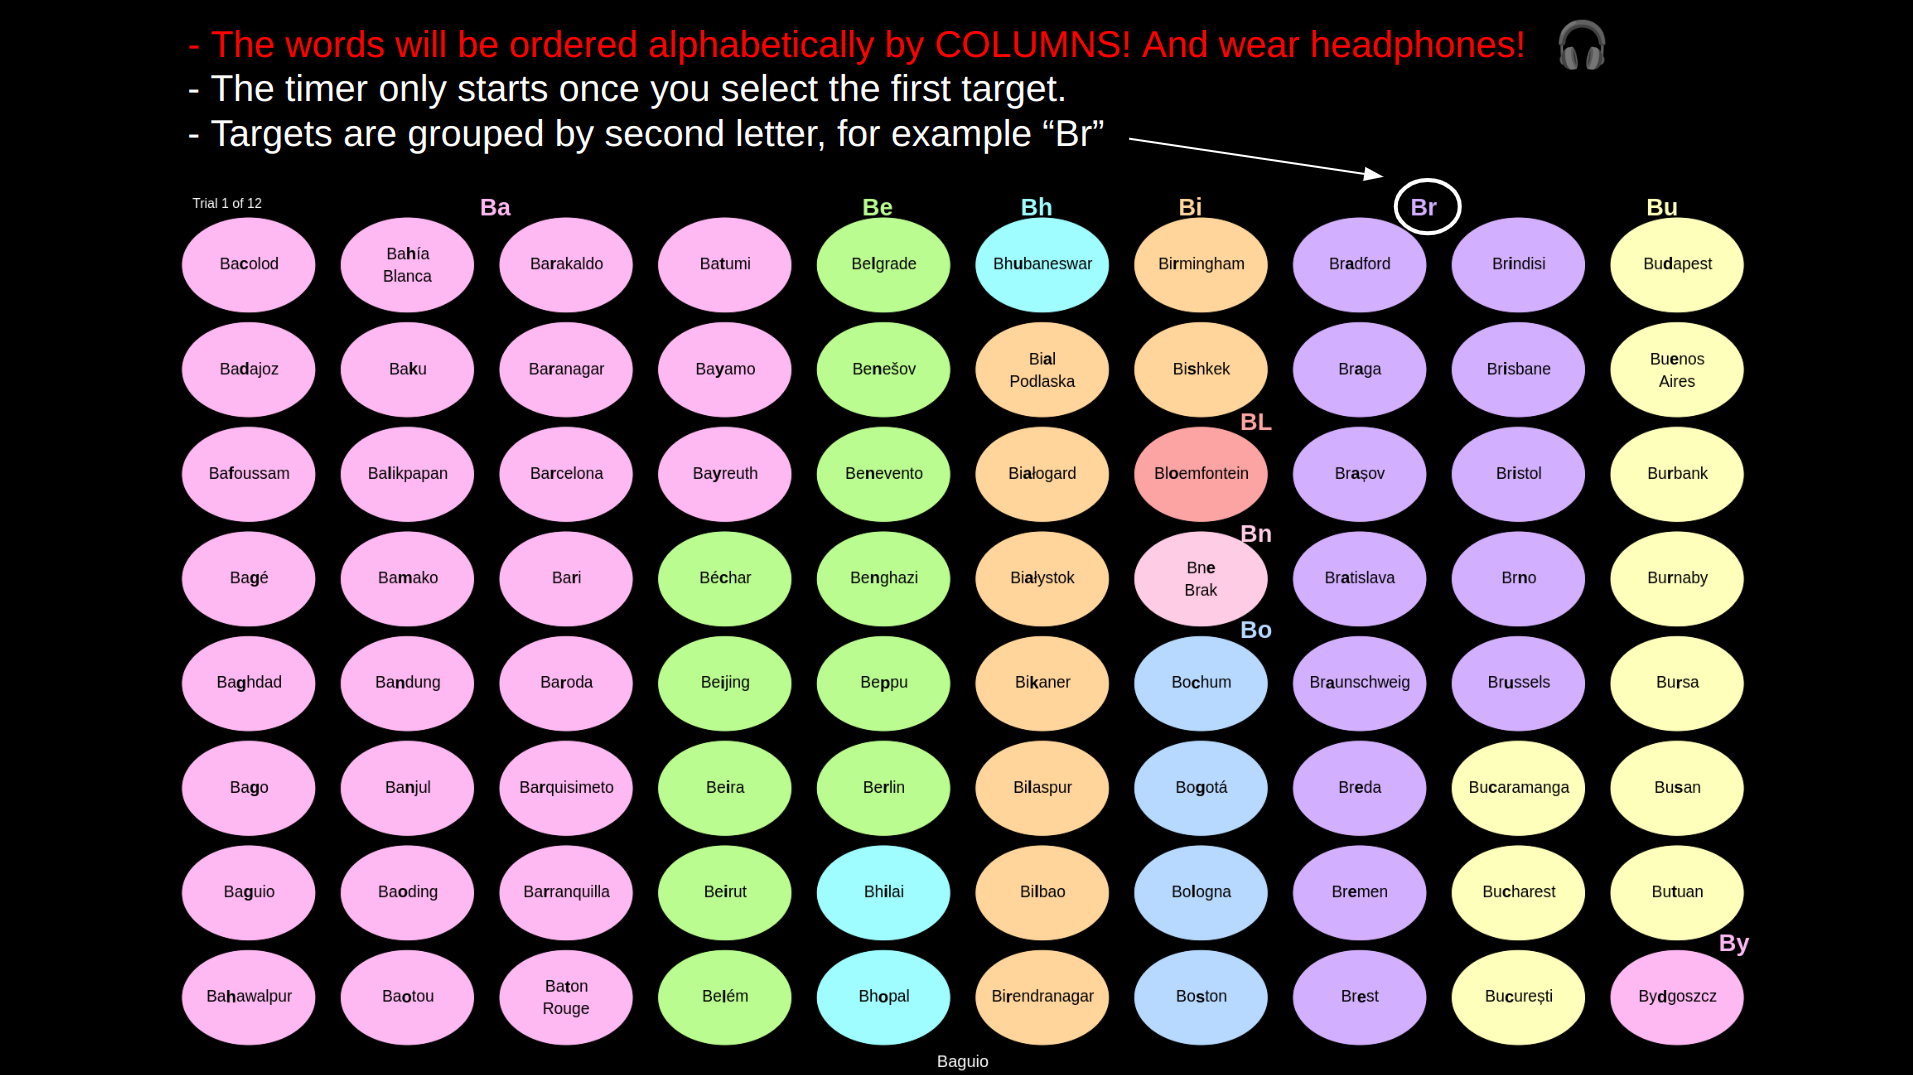 - The words will be ordered alphabetically by COLUMNS! And wear headphones!
- The timer only starts once you select the first target.
- Targets are grouped by second letter, for example “Br”
Trial 1 of 12
Ba
Be
Bh
Bi
Br
Bu
Bacolod
Badajoz
Bafoussam
Bagé
Baghdad
Bago
Baguio
Bahawalpur
Bahía
Blanca
Baku
Balikpapan
Bamako
Bandung
Banjul
Baoding
Baotou
Barakaldo
Baranagar
Barcelona
Bari
Baroda
Barquisimeto
Barranquilla
Baton
Rouge
Batumi
Bayamo
Bayreuth
Béchar
Beijing
Beira
Beirut
Belém
Belgrade
Benešov
Benevento
Benghazi
Beppu
Berlin
Bhilai
Bhopal
Bhubaneswar
Bial
Podlaska
Białogard
Białystok
Bikaner
Bilaspur
Bilbao
Birendranagar
Birmingham
Bishkek
BL
Bloemfontein
Bn
Bne
Brak
Bo
Bochum
Bogotá
Bologna
Boston
Bradford
Braga
Brașov
Bratislava
Braunschweig
Breda
Bremen
Brest
Brindisi
Brisbane
Bristol
Brno
Brussels
Bucaramanga
Bucharest
București
Budapest
Buenos
Aires
Burbank
Burnaby
Bursa
Busan
Butuan
By
Bydgoszcz
Baguio